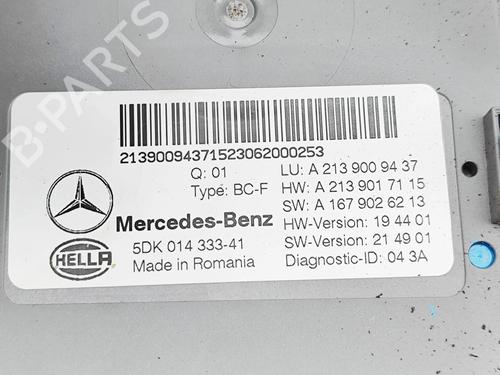 21390094371523062000253
Q: 01
LU: A 213 900 94 37
Type: BC-F
HW: A 213 901 71 15
SW: A 167 902 62 13
Mercedes-Benz
HW-Version: 19 44 01
5DK 014 333-41
SW-Version: 21 49 01
HELLA
Made in Romania
Diagnostic-ID: 04 3A
B-PARTS